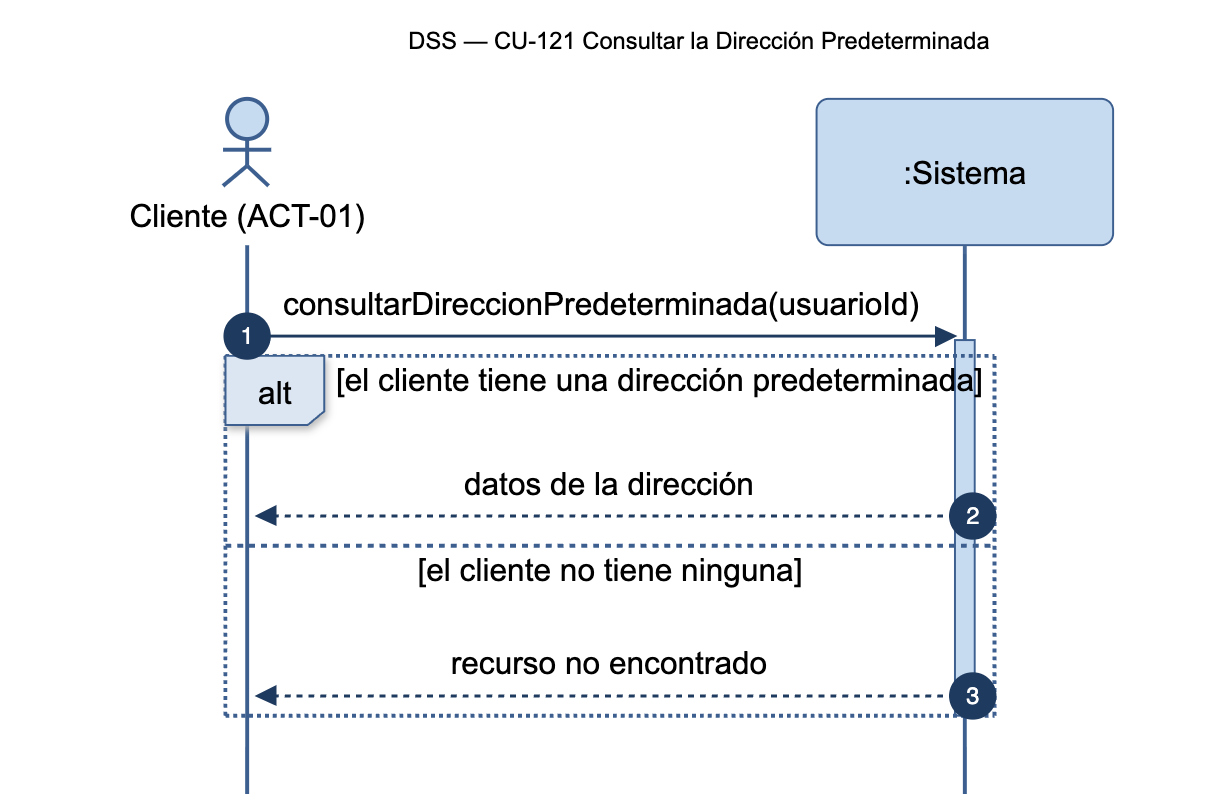 DSS — CU-121 Consultar la Dirección Predeterminada
:Sistema
Cliente (ACT-01)
consultarDireccionPredeterminada(usuarioId)
1
alt
[el cliente tiene una dirección predeterminada]
datos de la dirección
2
[el cliente no tiene ninguna]
recurso no encontrado
3